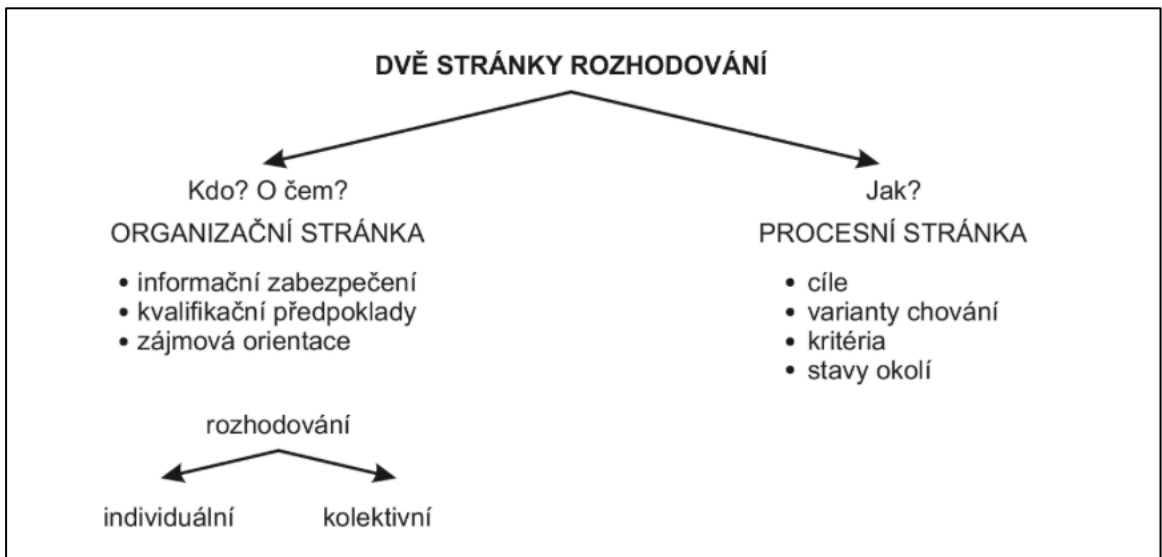 DVĚ STRÁNKY ROZHODOVÁNÍ
Kdo? O čem?
ORGANIZAČNÍ STRÁNKA
• informační zabezpečení
• kvalifikační předpoklady
• zájmová orientace
rozhodování
individuální
kolektivní
Jak?
PROCESNÍ STRÁNKA
• cíle
• varianty chování
• kritéria
• stavy okolí